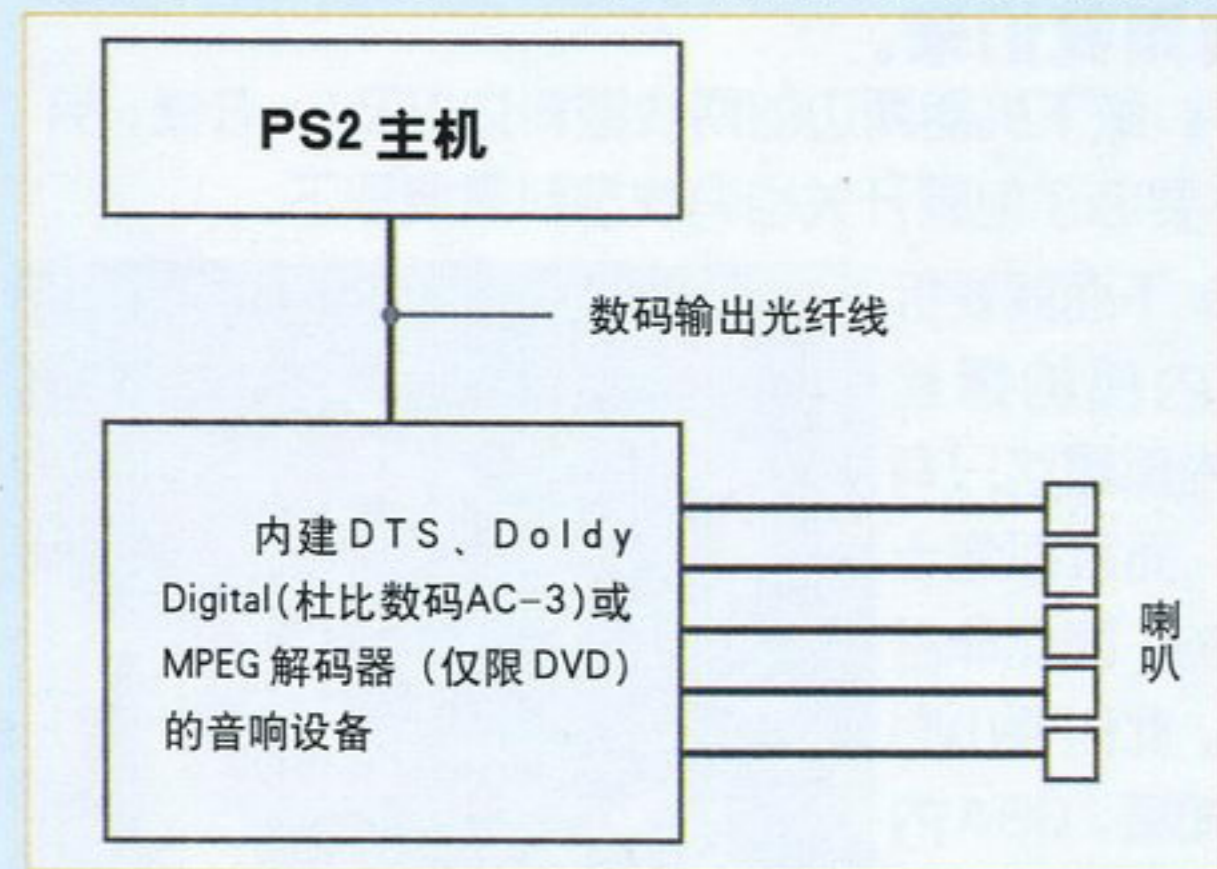 PS2 主机
数码输出光纤线
内建DTS、Doldy
Digital(杜比数码AC-3)或
MPEG 解码器（仅限DVD）
的音响设备
喇叭